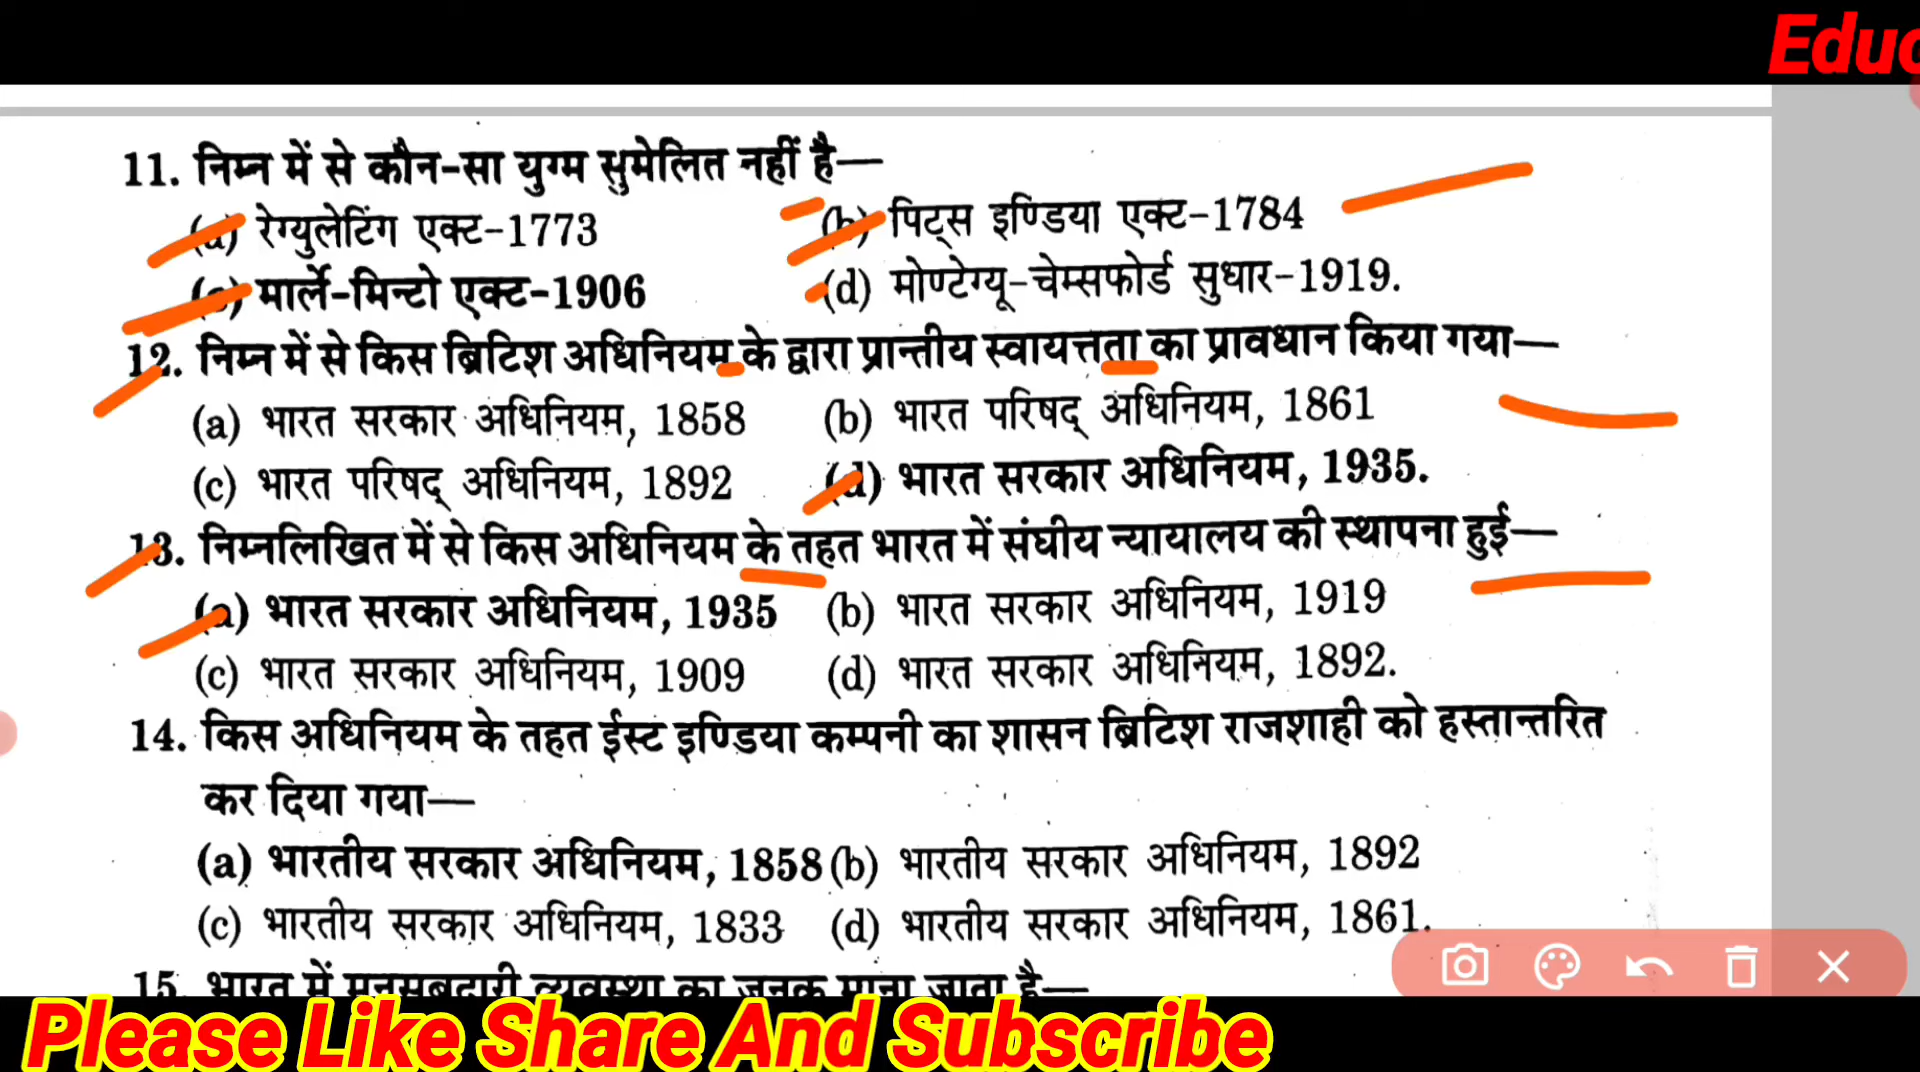 Educ
11. निम्न में से कौन-सा युग्म सुमेलित नहीं है—
(a) रेग्युलेटिंग एक्ट-1773 (b) पिट्स इण्डिया एक्ट-1784
(c) मार्ले-मिन्टो एक्ट-1906 (d) मोण्टेग्यू-चेम्सफोर्ड सुधार-1919.
12. निम्न में से किस ब्रिटिश अधिनियम के द्वारा प्रान्तीय स्वायत्तता का प्रावधान किया गया—
(a) भारत सरकार अधिनियम, 1858 (b) भारत परिषद् अधिनियम, 1861
(c) भारत परिषद् अधिनियम, 1892 (d) भारत सरकार अधिनियम, 1935.
13. निम्नलिखित में से किस अधिनियम के तहत भारत में संघीय न्यायालय की स्थापना हुई—
(a) भारत सरकार अधिनियम, 1935 (b) भारत सरकार अधिनियम, 1919
(c) भारत सरकार अधिनियम, 1909 (d) भारत सरकार अधिनियम, 1892.
14. किस अधिनियम के तहत ईस्ट इण्डिया कम्पनी का शासन ब्रिटिश राजशाही को हस्तान्तरित
कर दिया गया—
(a) भारतीय सरकार अधिनियम, 1858 (b) भारतीय सरकार अधिनियम, 1892
(c) भारतीय सरकार अधिनियम, 1833 (d) भारतीय सरकार अधिनियम, 1861.
15. भारत में मनसबदारी व्यवस्था का जनक माना जाता है—
Please Like Share And Subscribe